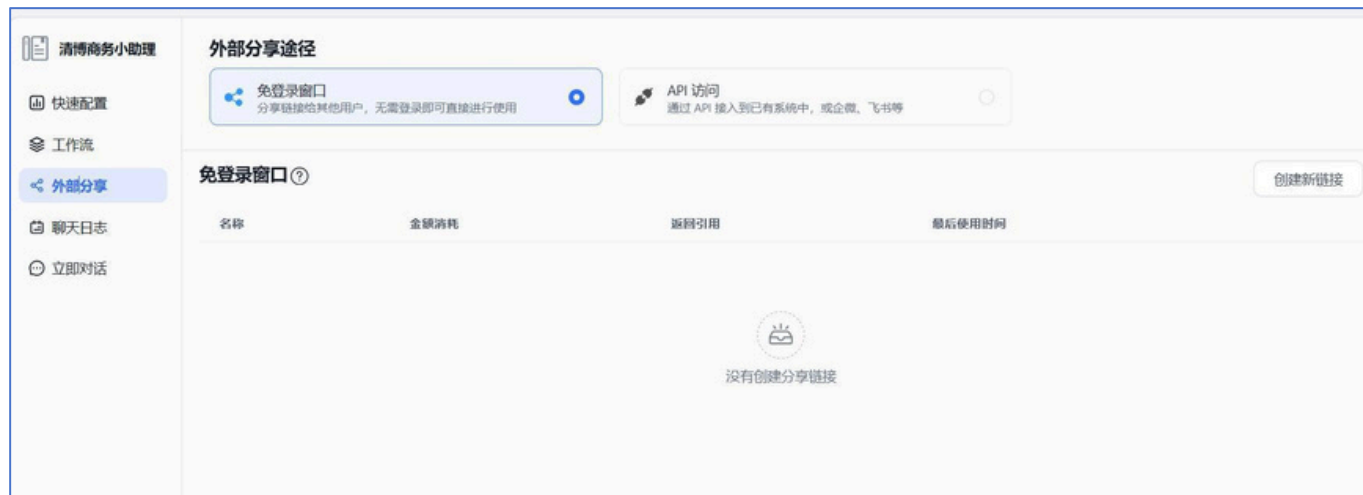 清博商务小助理
快速配置
工作流
外部分享
聊天日志
立即对话
外部分享途径
免登录窗口
分享链接给其他用户，无需登录即可直接进行使用
API 访问
通过 API 接入到已有系统中，或企微、飞书等
免登录窗口
创建新链接
名称 金额消耗 返回引用 最后使用时间
没有创建分享链接